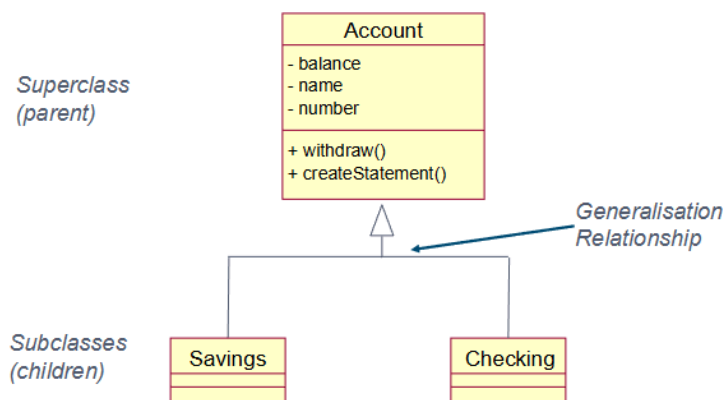 Account
- balance
- name
- number
+ withdraw()
+ createStatement()
Superclass
(parent)
Generalisation
Relationship
Subclasses
(children)
Savings
Checking